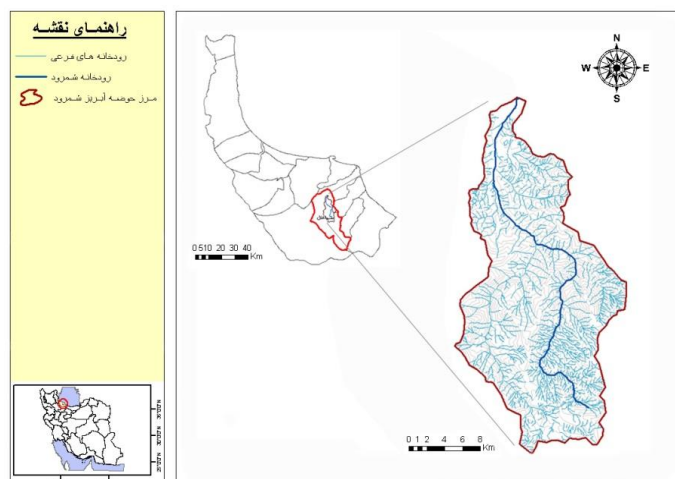 راهنمای نقشه
رودخانه های فرعی
رودخانه شمرود
مرز حوضه آبریز شمرود
N
W E
S
0 5 10 20 30 40
Km
0 1 2 4 6 8
Km